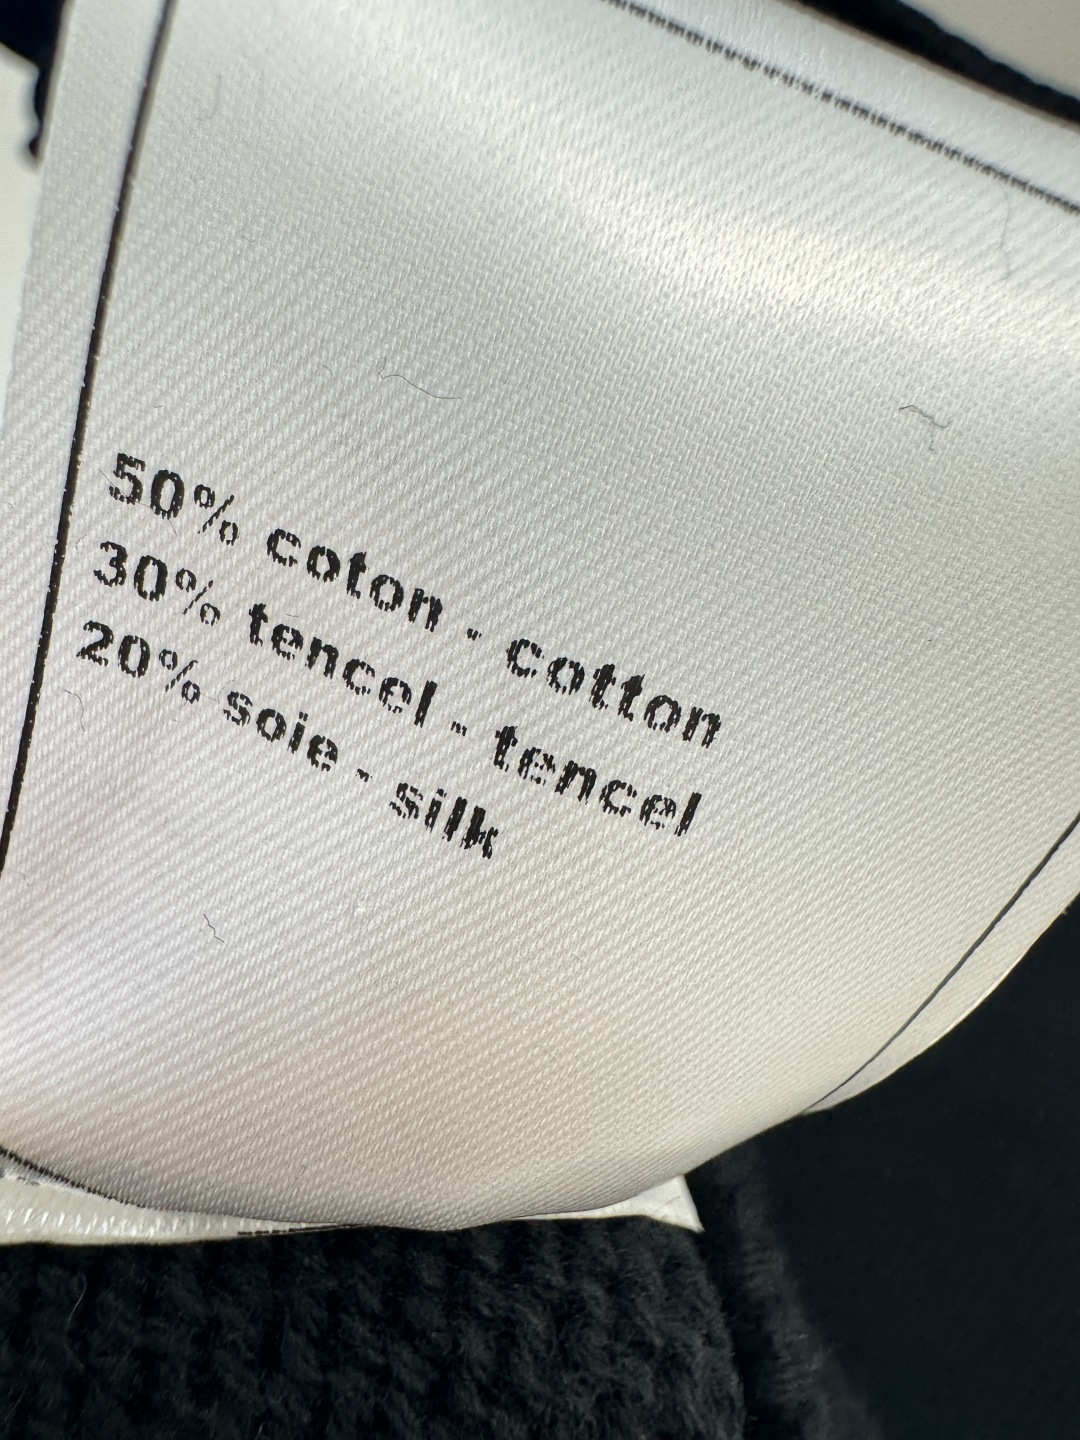 50% coton - cotton
30% tencel - tencel
20% soie - silk